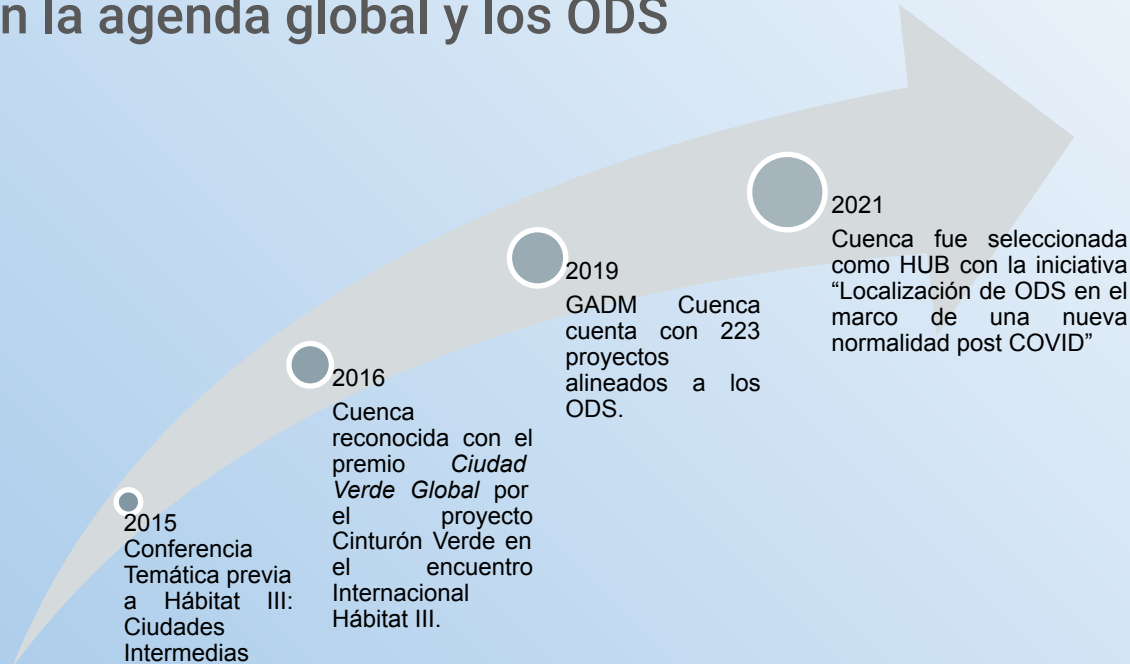 n la agenda global y los ODS
2015
Conferencia
Temática previa
a Hábitat III:
Ciudades
Intermedias
2016
Cuenca
reconocida con el
premio Ciudad
Verde Global por
el proyecto
Cinturón Verde en
el encuentro
Internacional
Hábitat III.
2019
GADM Cuenca
cuenta con 223
proyectos
alineados a los
ODS.
2021
Cuenca fue seleccionada
como HUB con la iniciativa
“Localización de ODS en el
marco de una nueva
normalidad post COVID”